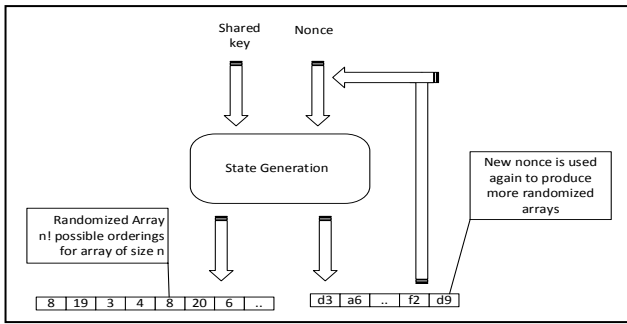 Shared
key
Nonce
State Generation
New nonce is used
again to produce
more randomized
arrays
Randomized Array
n! possible orderings
for array of size n
8 19 3 4 8 20 6 ..
d3 a6 .. f2 d9